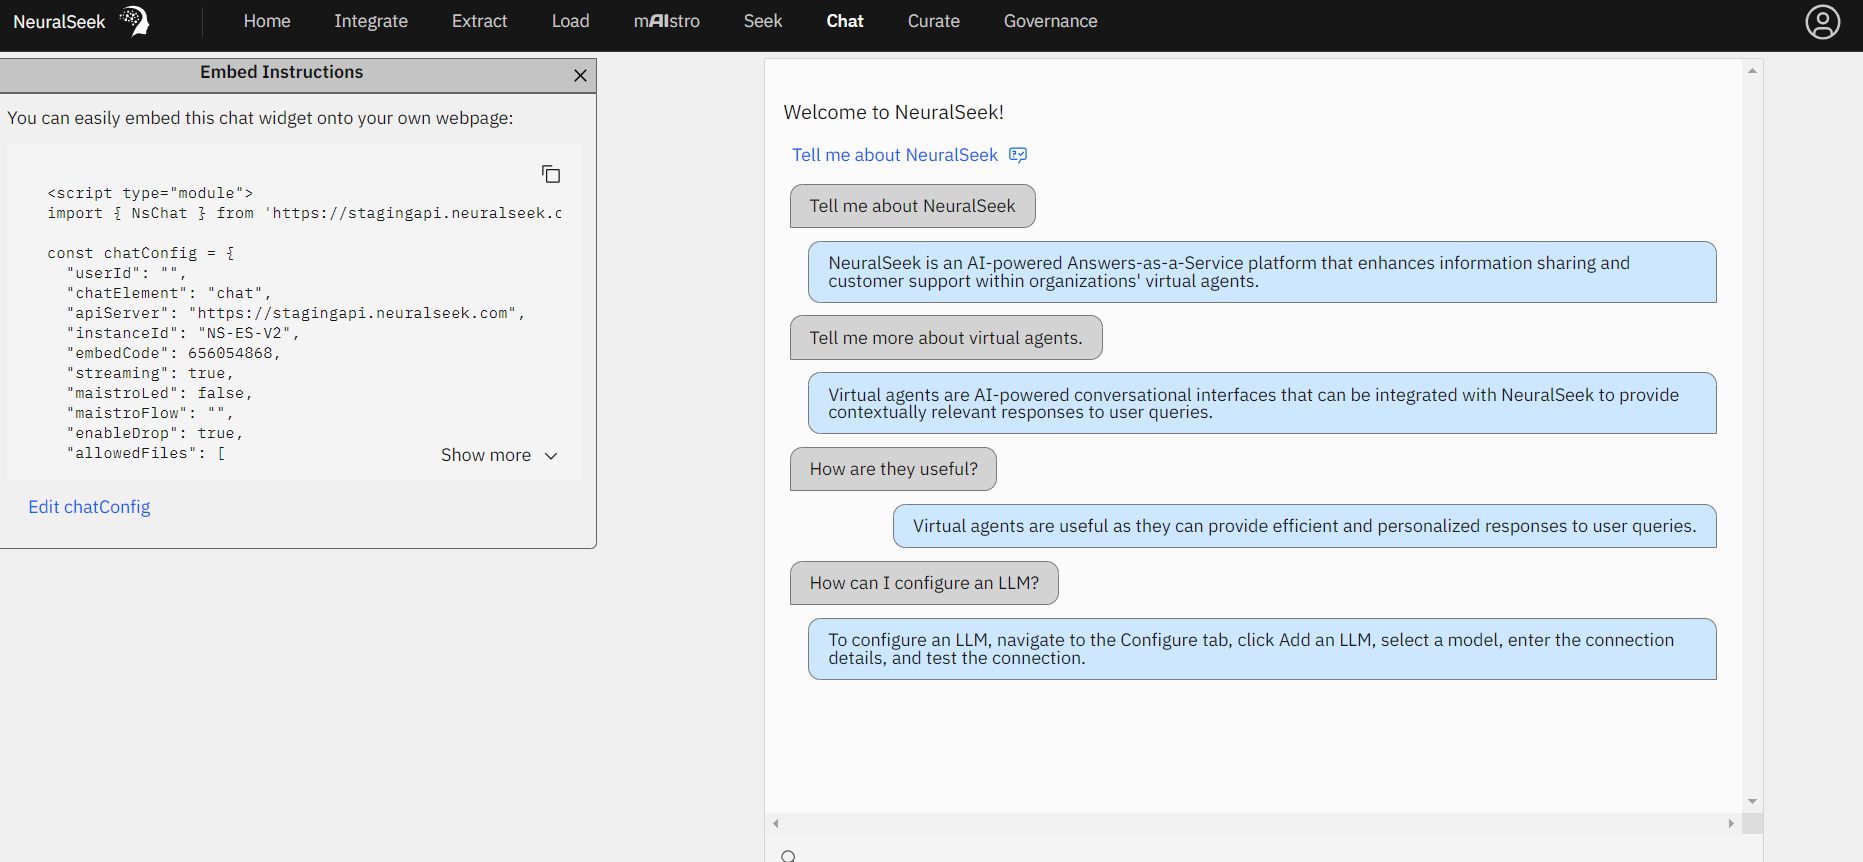 NeuralSeek
Home Integrate Extract Load mAIstro Seek Chat Curate Governance
Embed Instructions
You can easily embed this chat widget onto your own webpage:
<script type="module">
import { NsChat } from 'https://stagingapi.neuralseek.c
const chatConfig = {
"userId": "",
"chatElement": "chat",
"apiServer": "https://stagingapi.neuralseek.com",
"instanceId": "NS-ES-V2",
"embedCode": 656054868,
"streaming": true,
"maistroLed": false,
"maistroFlow": "",
"enableDrop": true,
"allowedFiles": [
Show more
Edit chatConfig
Welcome to NeuralSeek!
Tell me about NeuralSeek
Tell me about NeuralSeek
NeuralSeek is an AI-powered Answers-as-a-Service platform that enhances information sharing and
customer support within organizations' virtual agents.
Tell me more about virtual agents.
Virtual agents are AI-powered conversational interfaces that can be integrated with NeuralSeek to provide
contextually relevant responses to user queries.
How are they useful?
Virtual agents are useful as they can provide efficient and personalized responses to user queries.
How can I configure an LLM?
To configure an LLM, navigate to the Configure tab, click Add an LLM, select a model, enter the connection
details, and test the connection.